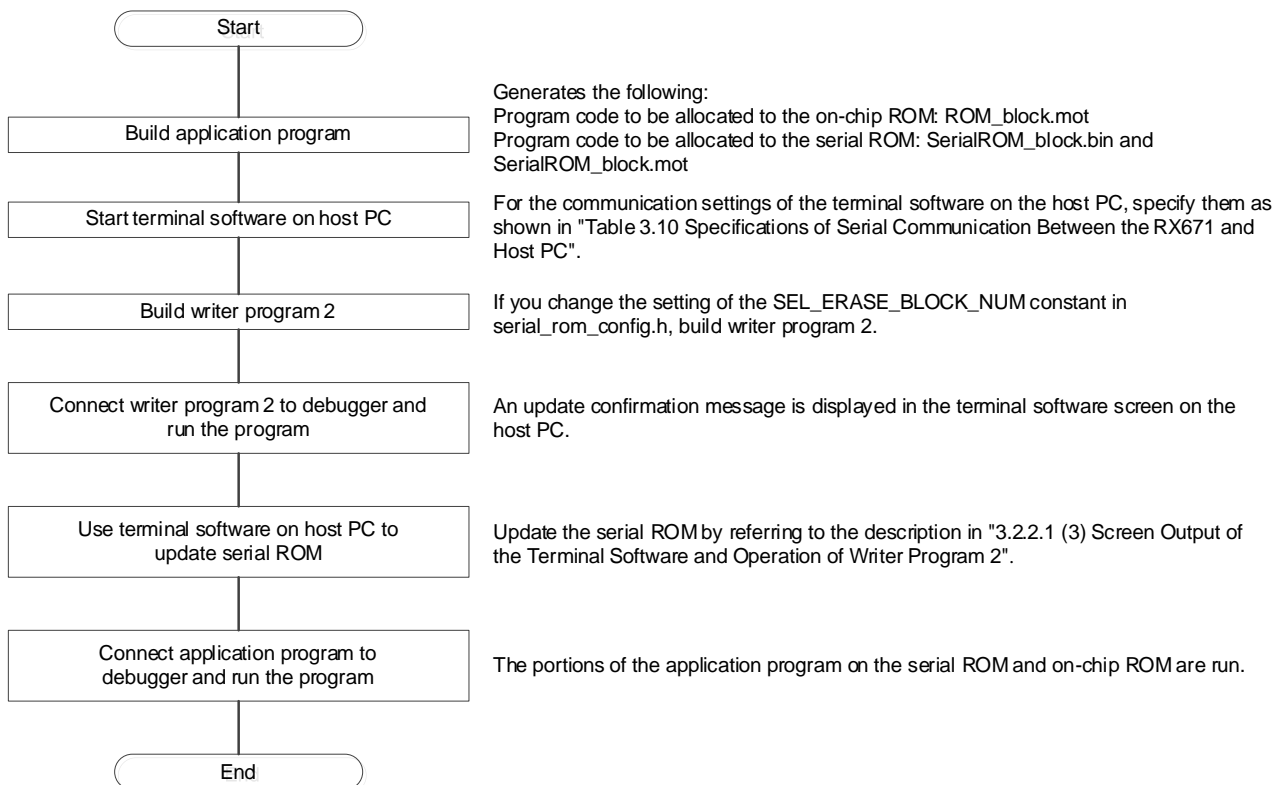 Start
Build application program
Generates the following:
Program code to be allocated to the on-chip ROM: ROM_block.mot
Program code to be allocated to the serial ROM: SerialROM_block.bin and
SerialROM_block.mot
Start terminal software on host PC
For the communication settings of the terminal software on the host PC, specify them as
shown in "Table 3.10 Specifications of Serial Communication Between the RX671 and
Host PC".
Build writer program 2
If you change the setting of the SEL_ERASE_BLOCK_NUM constant in
serial_rom_config.h, build writer program 2.
Connect writer program 2 to debugger and
run the program
An update confirmation message is displayed in the terminal software screen on the
host PC.
Use terminal software on host PC to
update serial ROM
Update the serial ROM by referring to the description in "3.2.2.1 (3) Screen Output of
the Terminal Software and Operation of Writer Program 2".
Connect application program to
debugger and run the program
The portions of the application program on the serial ROM and on-chip ROM are run.
End